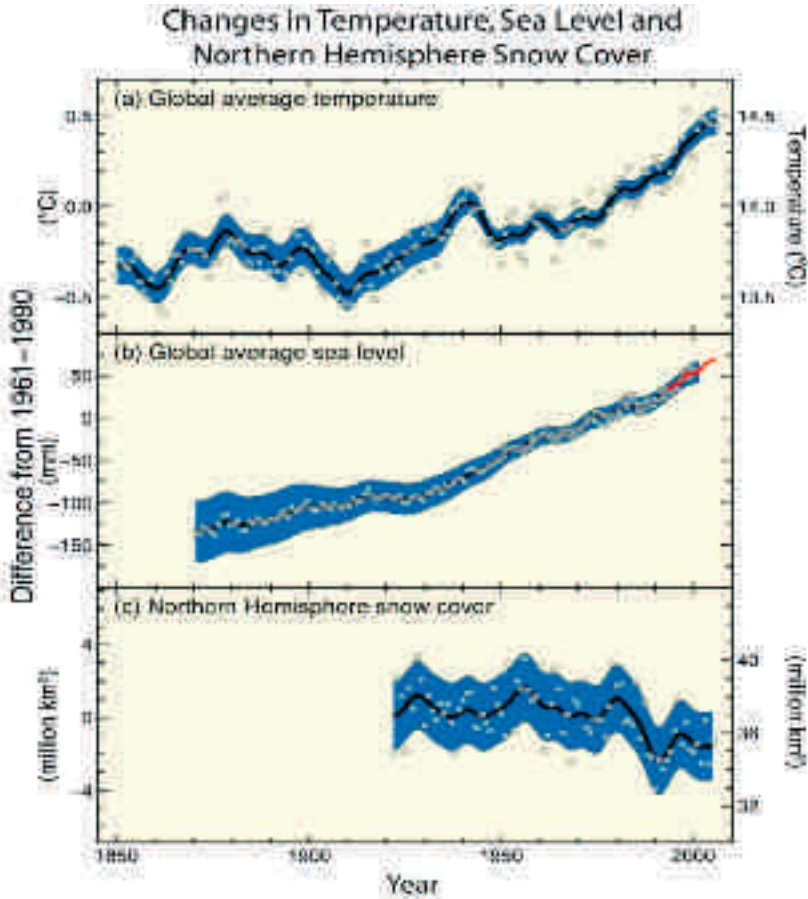 Changes in Temperature, Sea Level and
Northern Hemisphere Snow Cover
(a) Global average temperature
0.5
0.0
−0.5
(°C)
14.5
14.0
13.5
Temperature (°C)
Difference from 1961–1990
(b) Global average sea level
50
0
−50
−100
−150
(mm)
(c) Northern Hemisphere snow cover
4
0
−4
(million km²)
40
36
32
(million km²)
1850
1900
1950
2000
Year